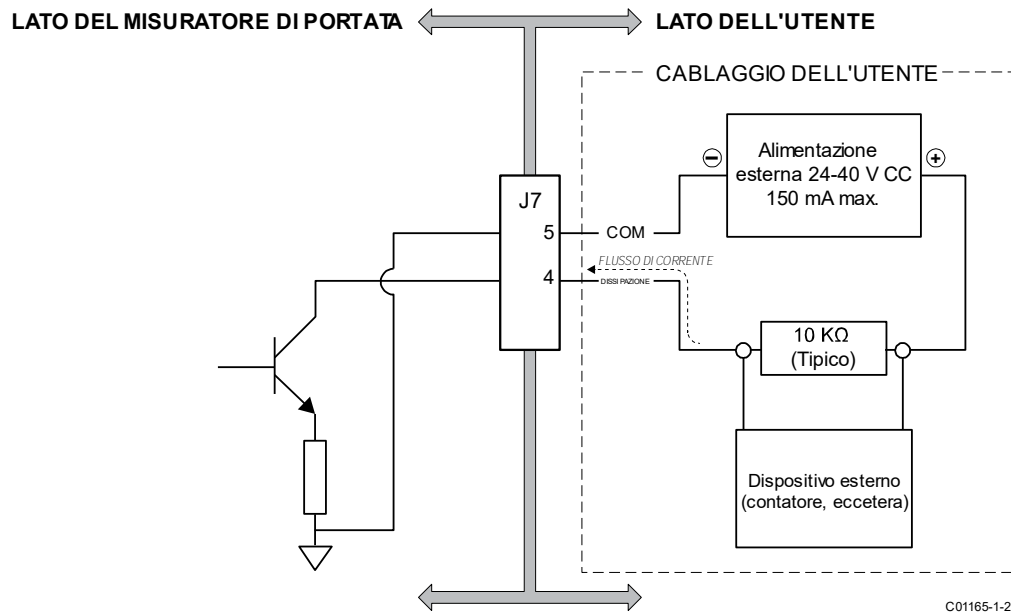 LATO DEL MISURATORE DI PORTATA
LATO DELL'UTENTE
CABLAGGIO DELL'UTENTE
Alimentazione
esterna 24-40 V CC
150 mA max.
J7
5
COM
FLUSSO DI CORRENTE
4
DISSIPAZIONE
10 KΩ
(Tipico)
Dispositivo esterno
(contatore, eccetera)
C01165-1-2